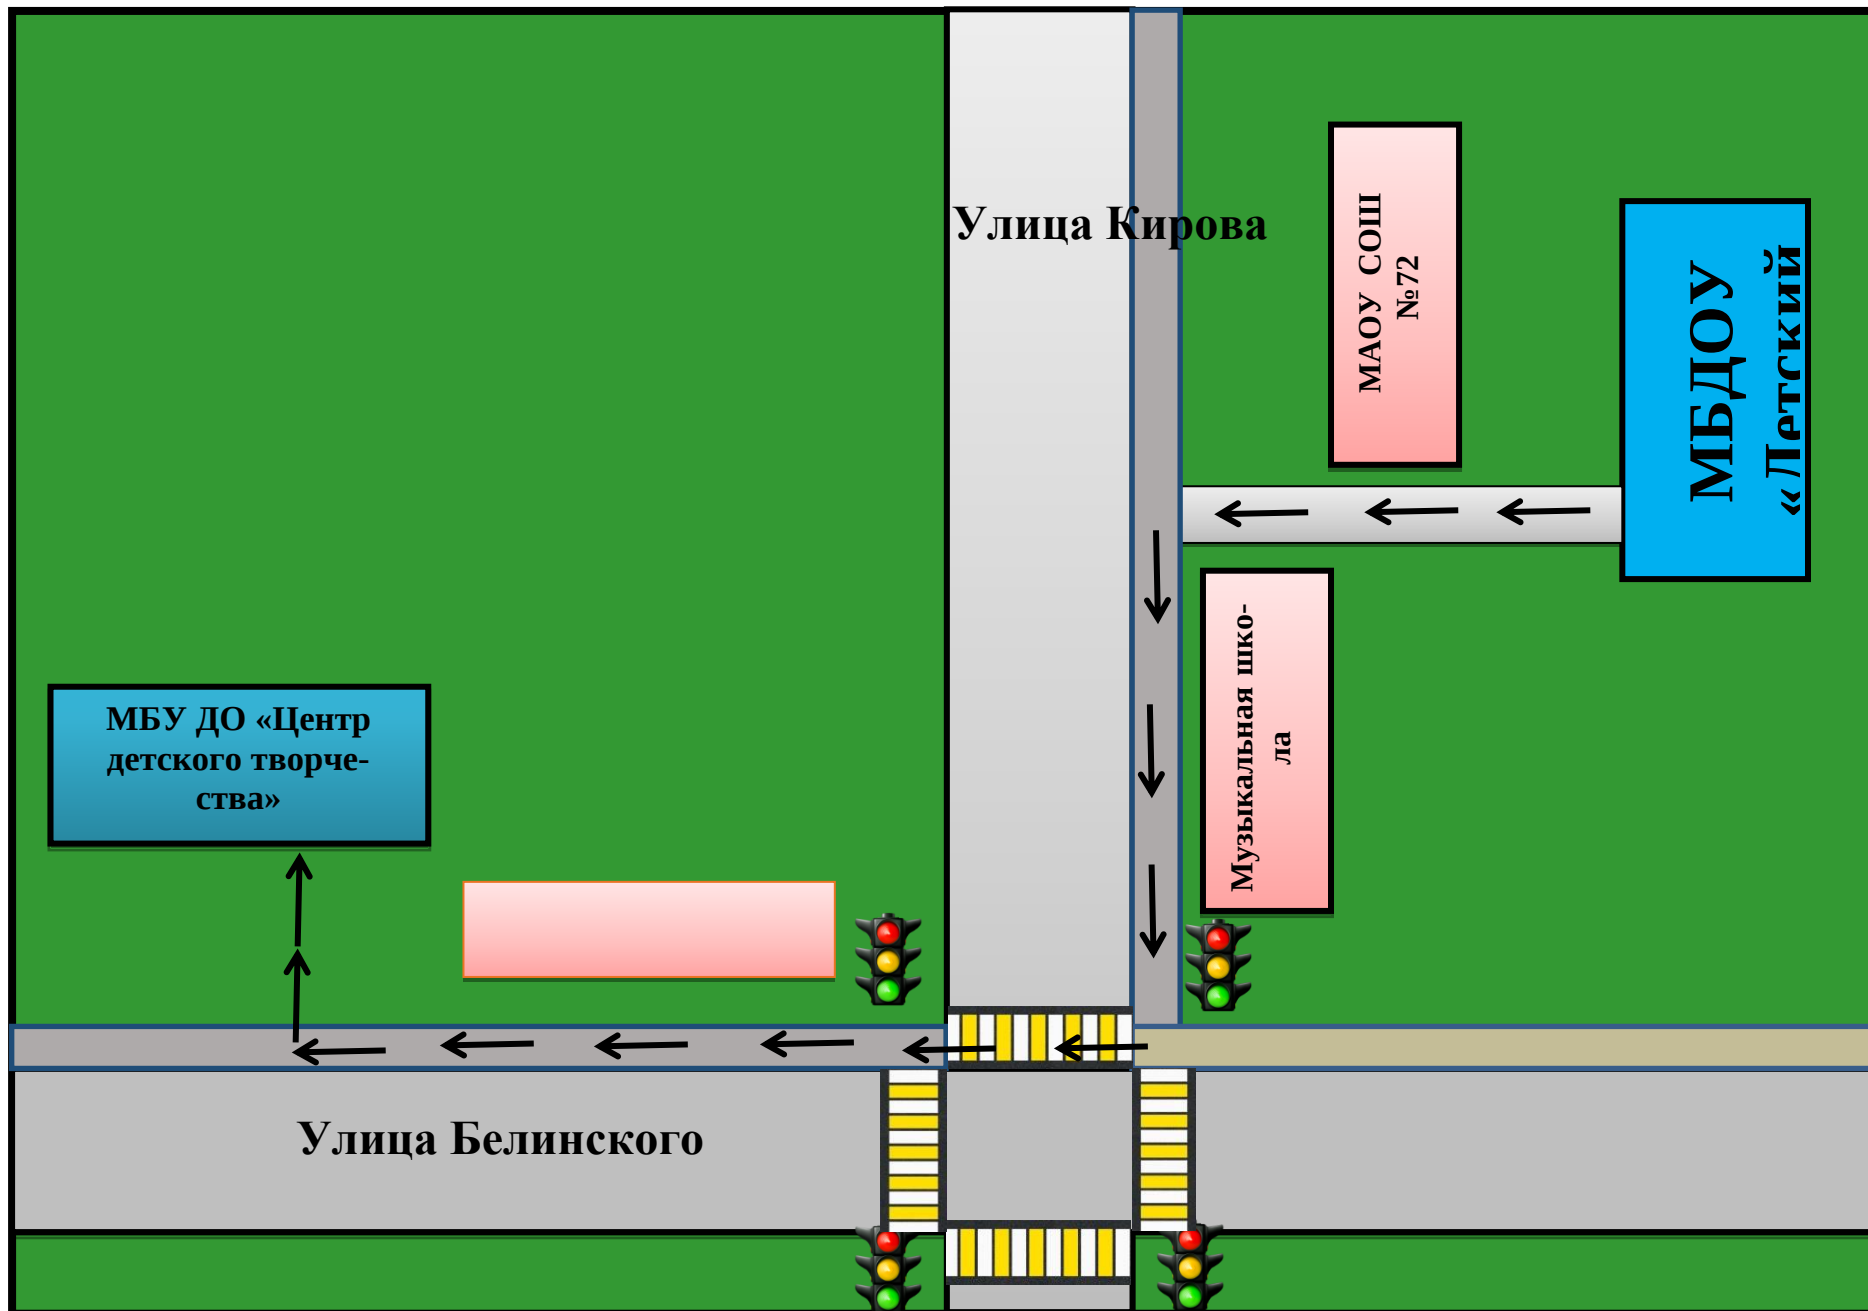 Улица Кирова
МАОУ СОШ
№72
МБДОУ
«Детский
МБУ ДО «Центр
детского творче-
ства»
Музыкальная шко-
ла
Улица Белинского